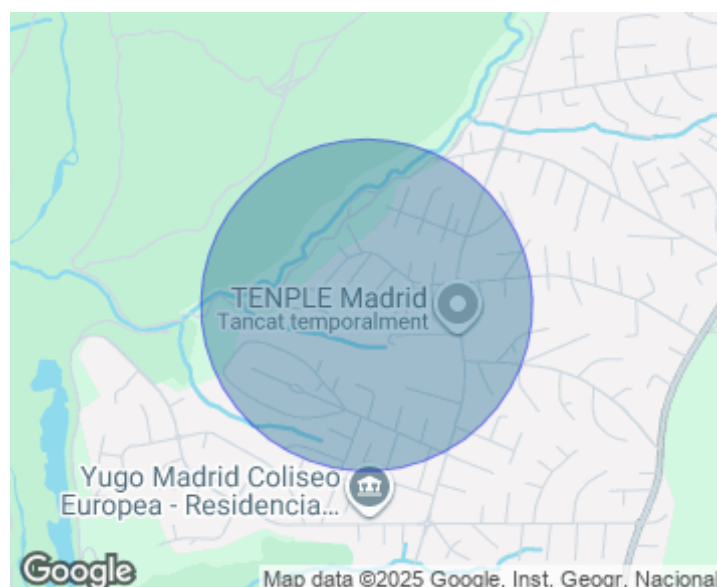 TENPLE Madrid
Tancat temporalment
Yugo Madrid Coliseo
Europea - Residencia...
Google
Map data ©2025 Google, Inst. Geogr. Nacional